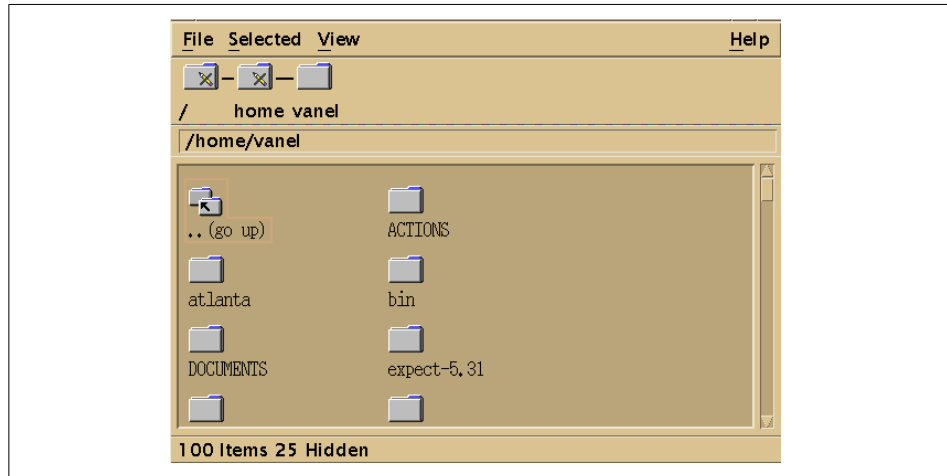 File Selected View Help
/ home vanel
/home/vanel
..(go up) ACTIONS
atlanta bin
DOCUMENTS expect-5.31
100 Items 25 Hidden